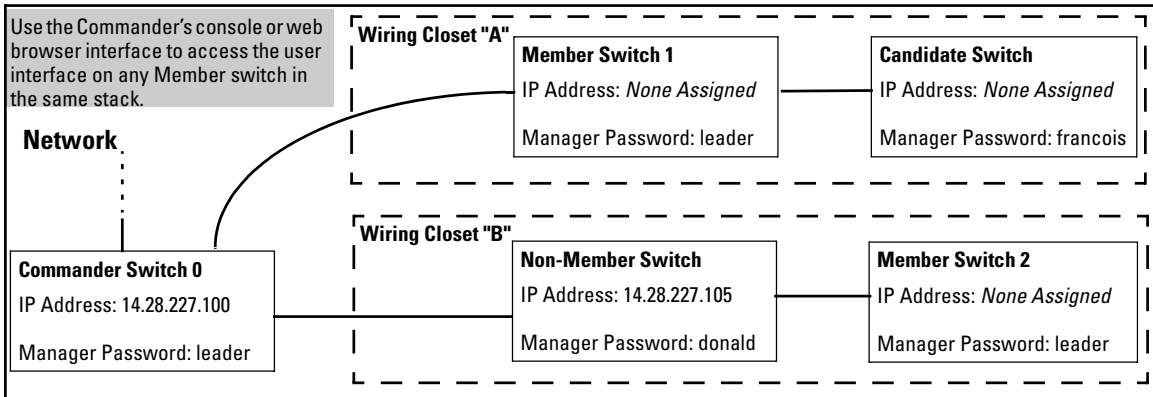 Use the Commander's console or web
browser interface to access the user
interface on any Member switch in
the same stack.
Network
Wiring Closet "A"
Member Switch 1
IP Address: None Assigned
Manager Password: leader
Candidate Switch
IP Address: None Assigned
Manager Password: francois
Commander Switch 0
IP Address: 14.28.227.100
Manager Password: leader
Wiring Closet "B"
Non-Member Switch
IP Address: 14.28.227.105
Manager Password: donald
Member Switch 2
IP Address: None Assigned
Manager Password: leader